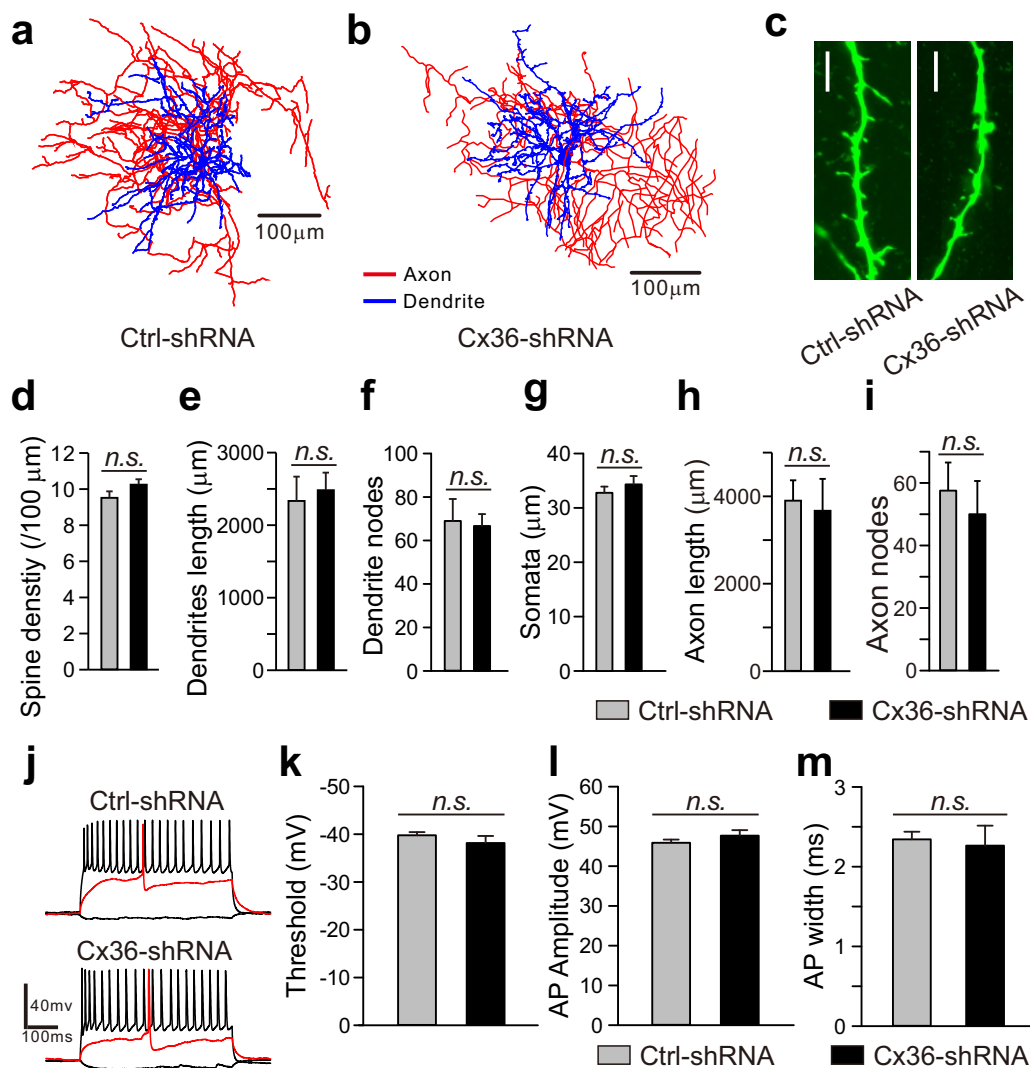 a
b
c
100μm
100μm
Axon
Dendrite
Ctrl-shRNA
Cx36-shRNA
Ctrl-shRNA
Cx36-shRNA
d
e
f
g
h
i
Spine denstiy (/100 μm)
12
10
8
6
4
2
0
n.s.
Dendrites length (μm)
3000
2000
1000
0
n.s.
Dendrite nodes
100
80
60
40
20
0
n.s.
Somata (μm)
40
30
20
10
0
n.s.
Axon length (μm)
4000
2000
0
n.s.
Axon nodes
60
40
20
0
n.s.
Ctrl-shRNA
Cx36-shRNA
j
Ctrl-shRNA
Cx36-shRNA
40mv
100ms
k
Threshold (mV)
-50
-40
-30
-20
-10
0
n.s.
l
AP Amplitude (mV)
60
50
40
30
20
10
0
n.s.
m
AP width (ms)
3
2
1
0
n.s.
Ctrl-shRNA
Cx36-shRNA